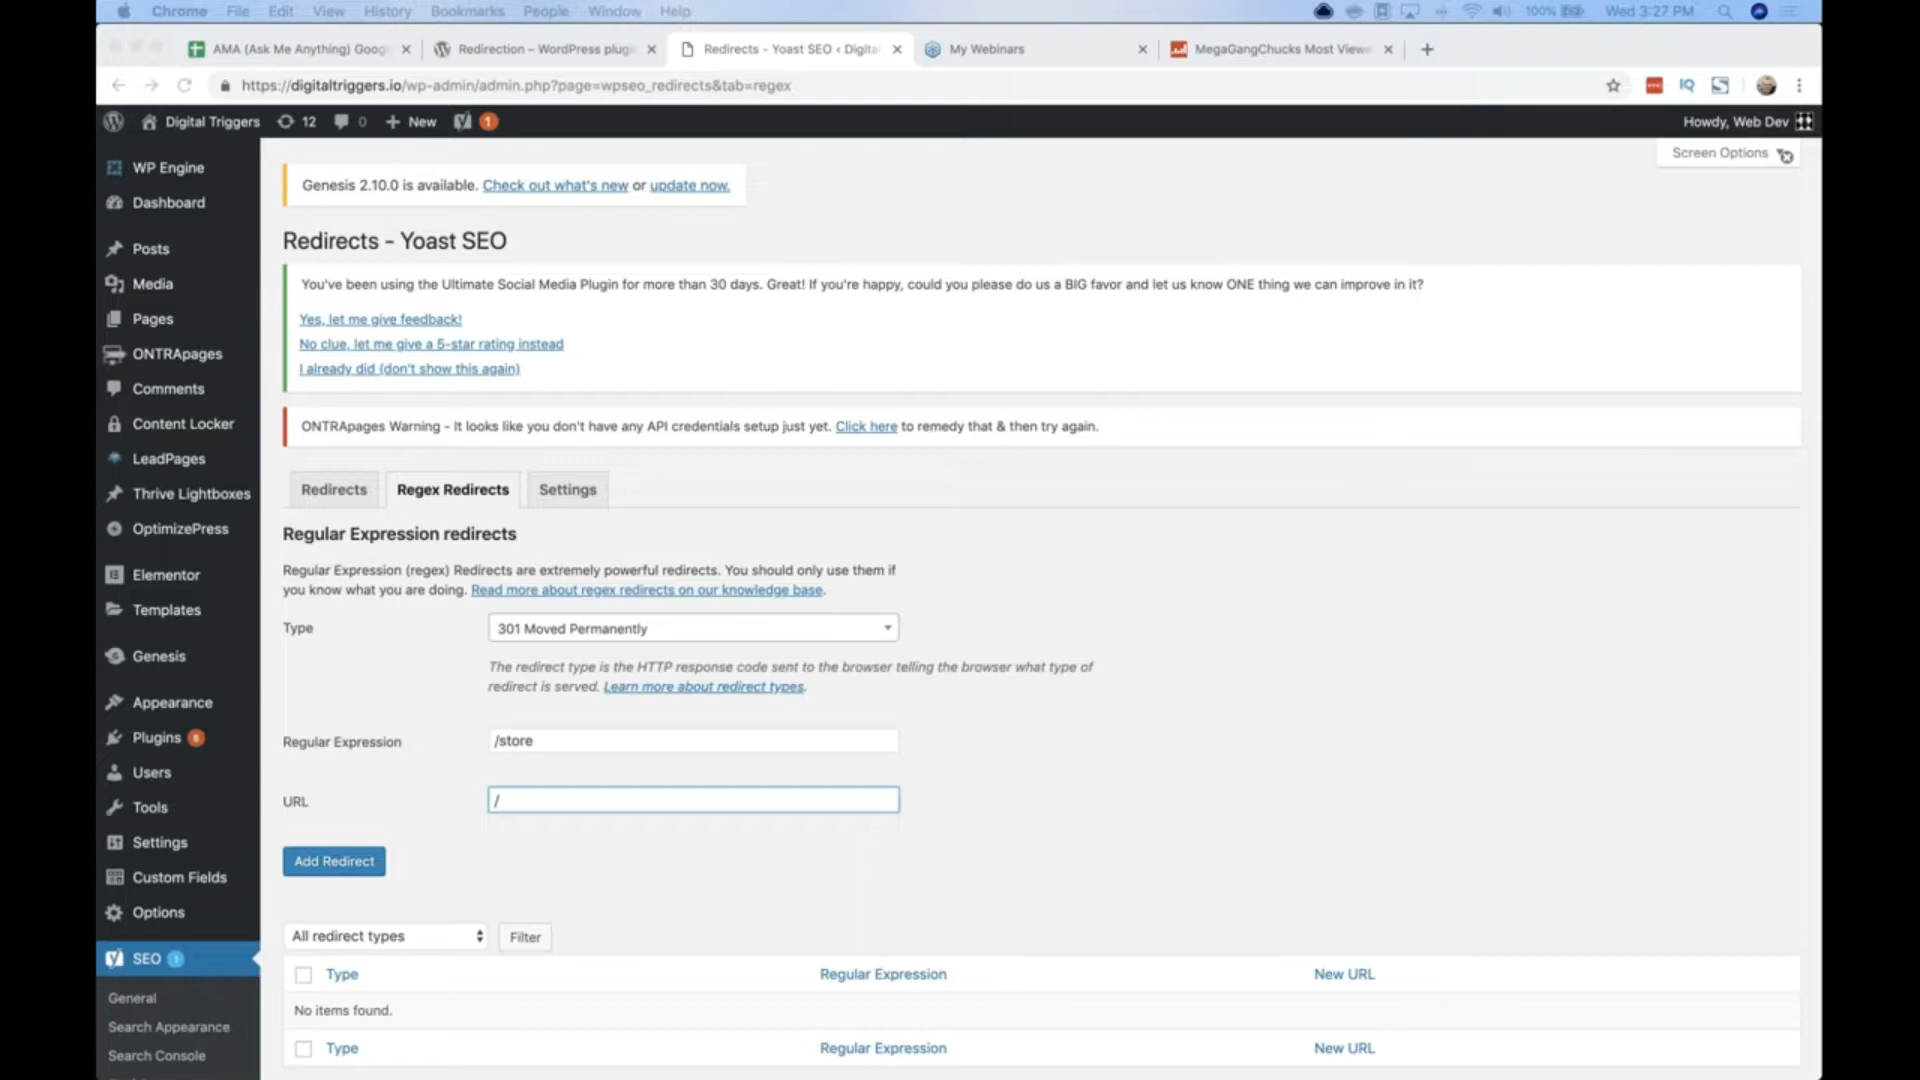 Chrome File Edit View History Bookmarks People Window Help 100% Wed 3:27 PM
AMA (Ask Me Anything) Goog Redirection – WordPress plugi Redirects - Yoast SEO ‹ Digita My Webinars MegaGangChucks Most Viewe
https://digitaltriggers.io/wp-admin/admin.php?page=wpseo_redirects&tab=regex
Digital Triggers 12 0 New 1 Howdy, Web Dev
Screen Options
WP Engine
Dashboard
Posts
Media
Pages
ONTRApages
Comments
Content Locker
LeadPages
Thrive Lightboxes
OptimizePress
Elementor
Templates
Genesis
Appearance
Plugins
Users
Tools
Settings
Custom Fields
Options
SEO 1
General
Search Appearance
Search Console
Genesis 2.10.0 is available. Check out what's new or update now.
Redirects - Yoast SEO
You've been using the Ultimate Social Media Plugin for more than 30 days. Great! If you're happy, could you please do us a BIG favor and let us know ONE thing we can improve in it?
Yes, let me give feedback!
No clue, let me give a 5-star rating instead
I already did (don't show this again)
ONTRApages Warning - It looks like you don't have any API credentials setup just yet. Click here to remedy that & then try again.
Redirects Regex Redirects Settings
Regular Expression redirects
Regular Expression (regex) Redirects are extremely powerful redirects. You should only use them if
you know what you are doing. Read more about regex redirects on our knowledge base.
Type 301 Moved Permanently
The redirect type is the HTTP response code sent to the browser telling the browser what type of
redirect is served. Learn more about redirect types.
Regular Expression /store
URL /
Add Redirect
All redirect types Filter
Type Regular Expression New URL
No items found.
Type Regular Expression New URL